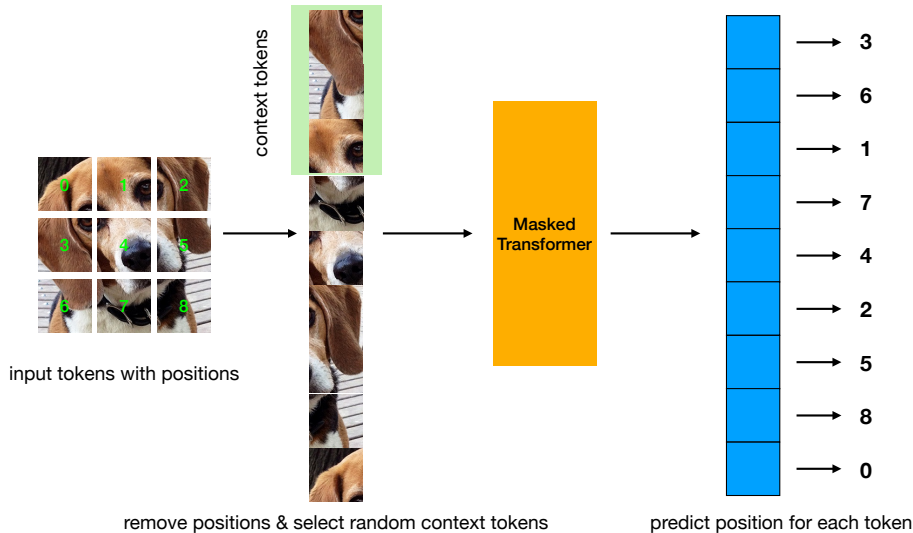 context tokens
0 1 2
3 4 5
6 7 8
input tokens with positions
Masked
Transformer
3
6
1
7
4
2
5
8
0
remove positions & select random context tokens
predict position for each token